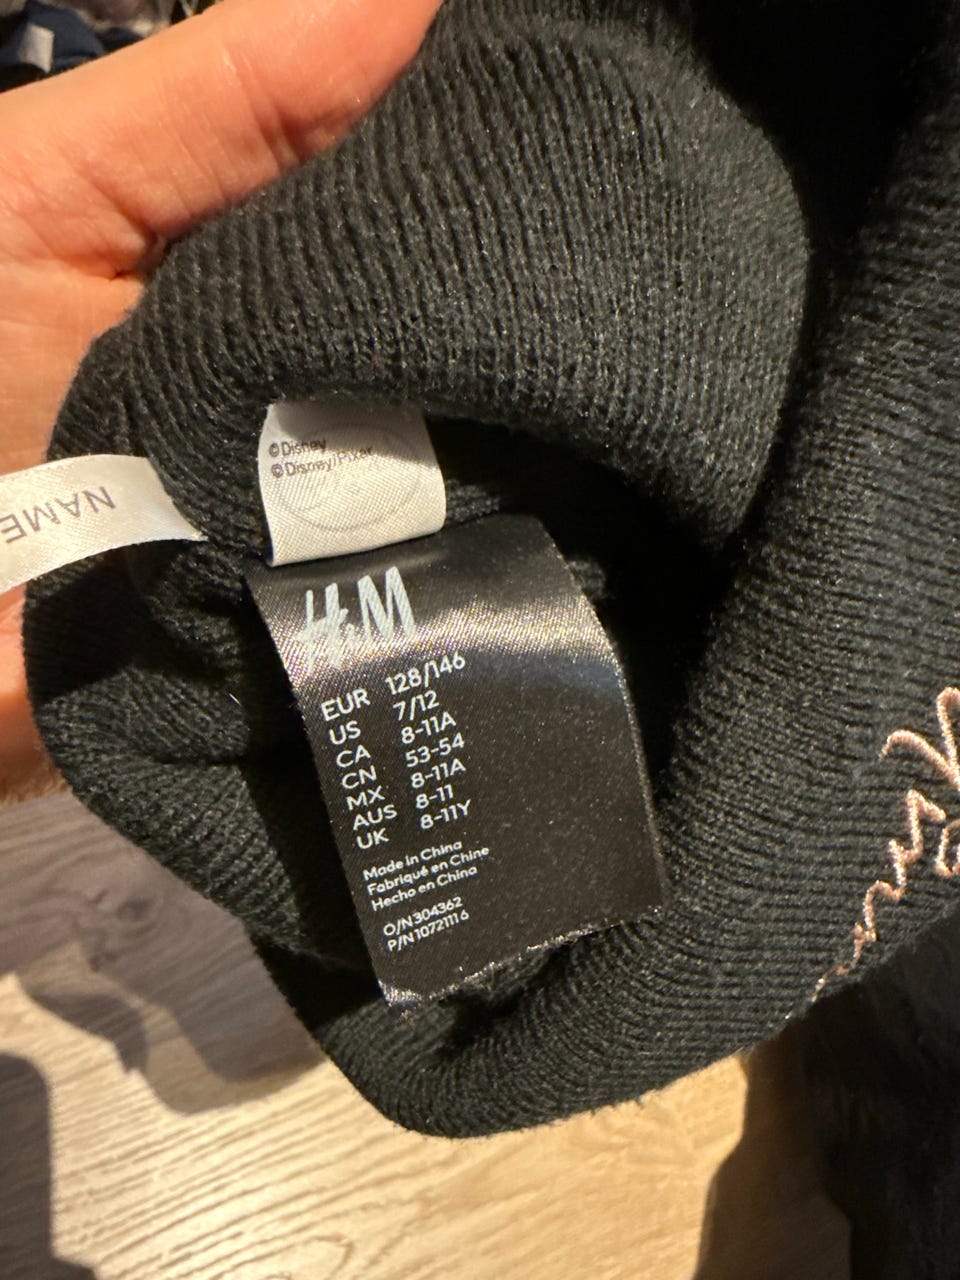 ©Disney
©Disney/Pixar
NAME
H&M
EUR 128/146
US 7/12
CA 8-11A
CN 53-54
MX 8-11A
AUS 8-11
UK 8-11Y
Made in China
Fabriqué en Chine
Hecho en China
O/N304362
P/N10721116